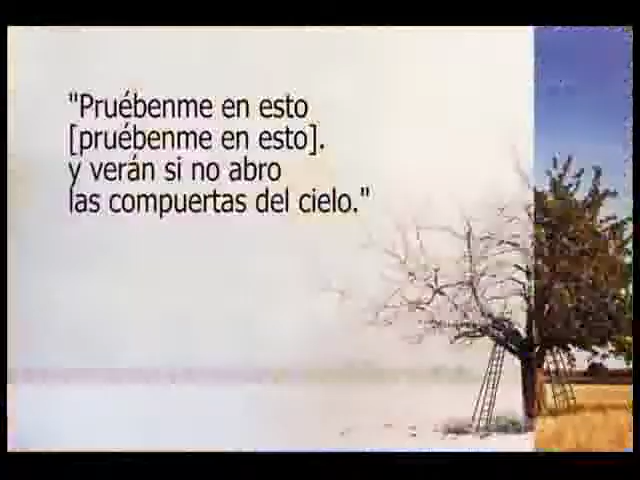 "Pruébenme en esto
[pruébenme en esto].
y verán si no abro
las compuertas del cielo."